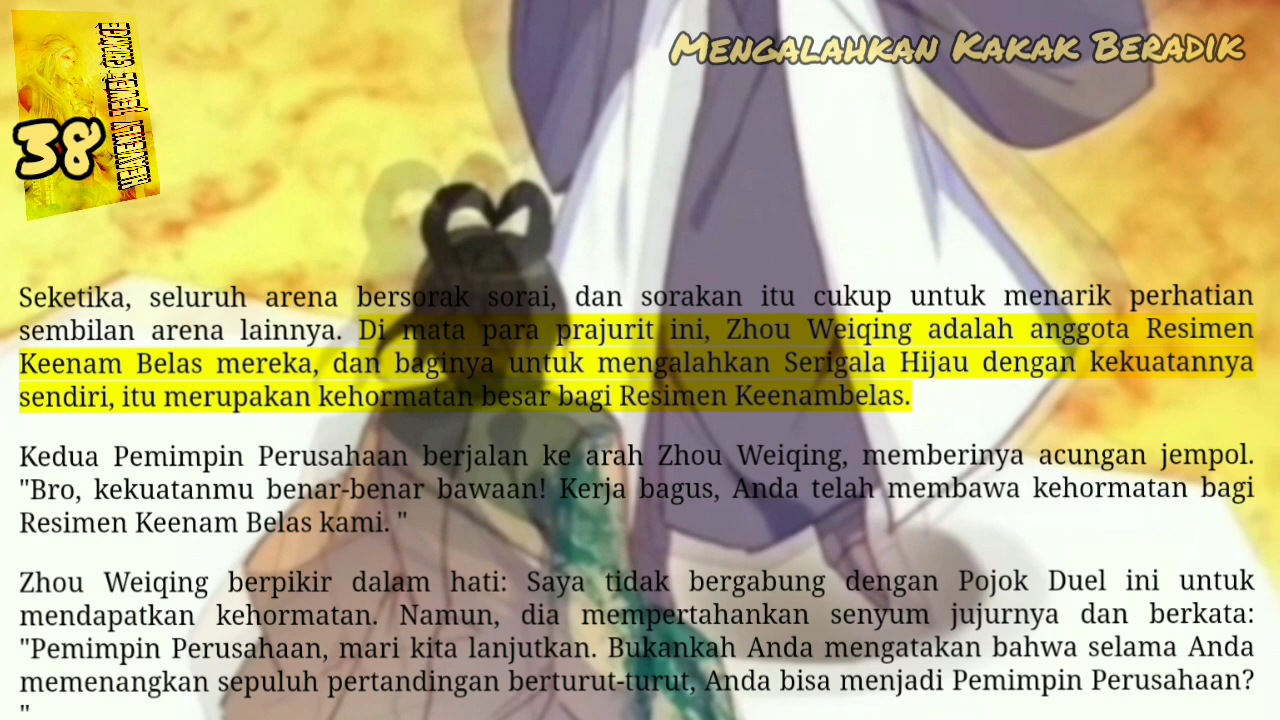 Mengalahkan Kakak Beradik
38
Seketika, seluruh arena bersorak sorai, dan sorakan itu cukup untuk menarik perhatian
sembilan arena lainnya. Di mata para prajurit ini, Zhou Weiqing adalah anggota Resimen
Keenam Belas mereka, dan baginya untuk mengalahkan Serigala Hijau dengan kekuatannya
sendiri, itu merupakan kehormatan besar bagi Resimen Keenambelas.
Kedua Pemimpin Perusahaan berjalan ke arah Zhou Weiqing, memberinya acungan jempol.
"Bro, kekuatanmu benar-benar bawaan! Kerja bagus, Anda telah membawa kehormatan bagi
Resimen Keenam Belas kami. "
Zhou Weiqing berpikir dalam hati: Saya tidak bergabung dengan Pojok Duel ini untuk
mendapatkan kehormatan. Namun, dia mempertahankan senyum jujurnya dan berkata:
"Pemimpin Perusahaan, mari kita lanjutkan. Bukankah Anda mengatakan bahwa selama Anda
memenangkan sepuluh pertandingan berturut-turut, Anda bisa menjadi Pemimpin Perusahaan?
"